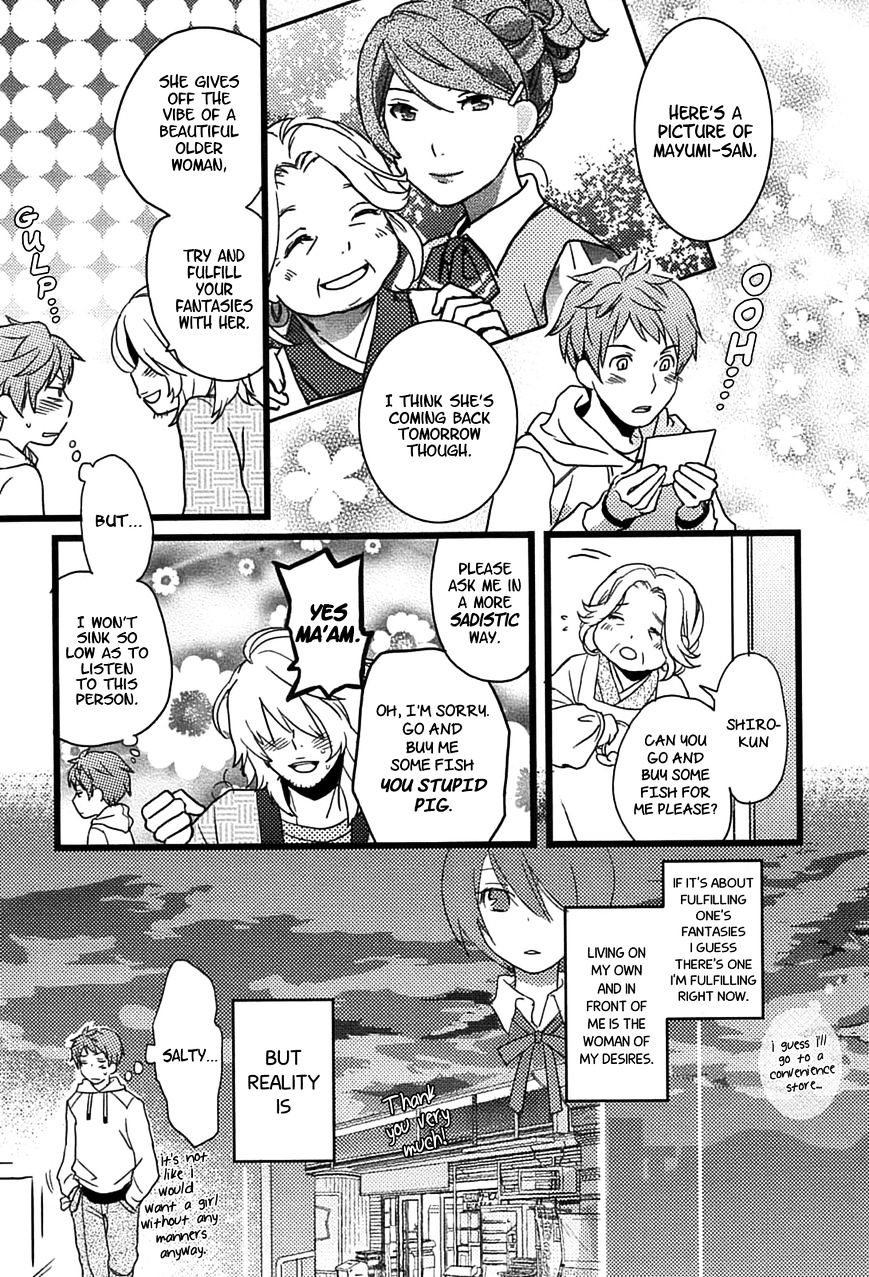 HERE'S A
PICTURE OF
MAYUMI-SAN.
OOH......
I THINK SHE'S
COMING BACK
TOMORROW
THOUGH.
SHE GIVES
OFF THE
VIBE OF A
BEAUTIFUL
OLDER
WOMAN,
TRY AND
FULFILL
YOUR
FANTASIES
WITH HER.
GULP...
SHIRO-
KUN
CAN YOU
GO AND
BUY SOME
FISH FOR
ME PLEASE?
PLEASE
ASK ME IN
A MORE
SADISTIC
WAY.
OH, I'M SORRY.
GO AND
BUY ME
SOME FISH
YOU STUPID
PIG.
YES
MA'AM.
BUT...
I WON'T
SINK SO
LOW AS TO
LISTEN
TO THIS
PERSON.
IF IT'S ABOUT
FULFILLING
ONE'S
FANTASIES
I GUESS
THERE'S ONE
I'M FULFILLING
RIGHT NOW.
LIVING ON
MY OWN
AND IN
FRONT OF
ME IS THE
WOMAN OF
MY DESIRES.
I guess I'll
go to a
convenience
store...
BUT
REALITY
IS
Thank
you very
much!
SALTY...
It's not
like I
would
want a girl
without any
manners
anyway.